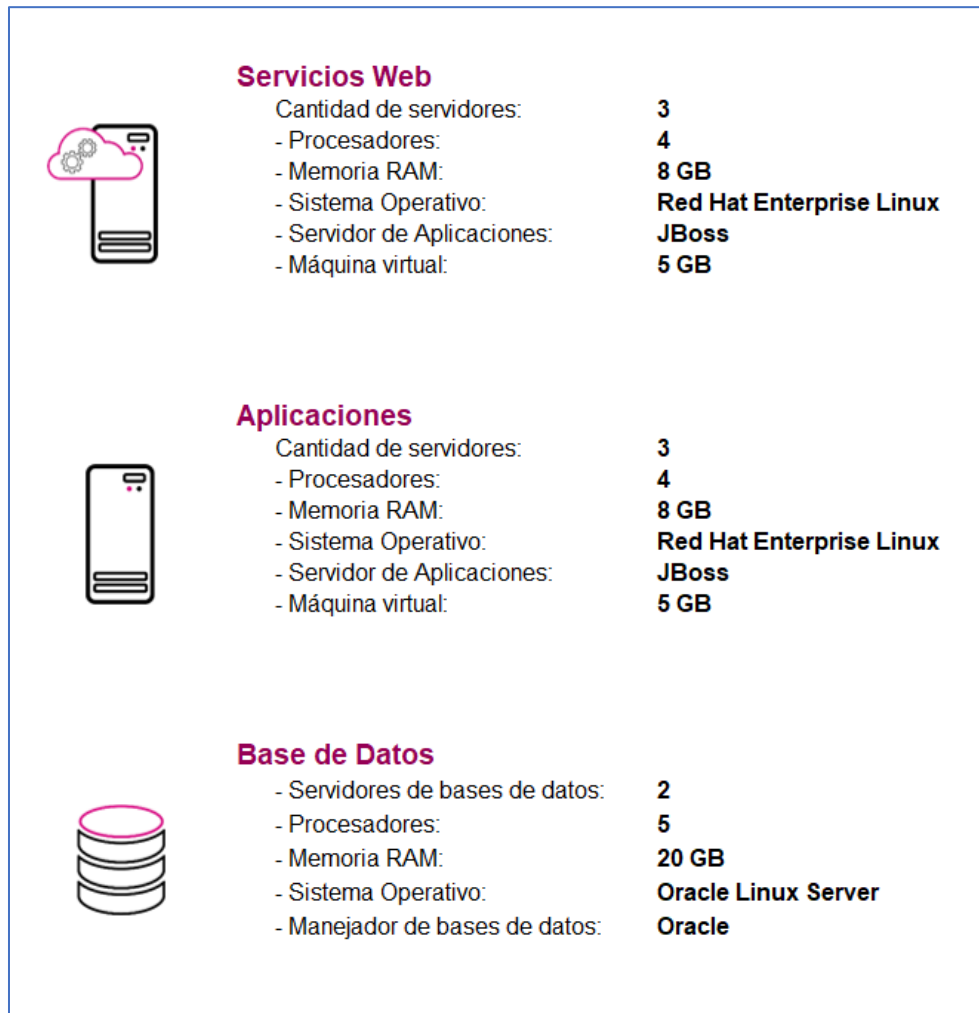 Servicios Web
Cantidad de servidores: 3
- Procesadores: 4
- Memoria RAM: 8 GB
- Sistema Operativo: Red Hat Enterprise Linux
- Servidor de Aplicaciones: JBoss
- Máquina virtual: 5 GB
Aplicaciones
Cantidad de servidores: 3
- Procesadores: 4
- Memoria RAM: 8 GB
- Sistema Operativo: Red Hat Enterprise Linux
- Servidor de Aplicaciones: JBoss
- Máquina virtual: 5 GB
Base de Datos
- Servidores de bases de datos: 2
- Procesadores: 5
- Memoria RAM: 20 GB
- Sistema Operativo: Oracle Linux Server
- Manejador de bases de datos: Oracle